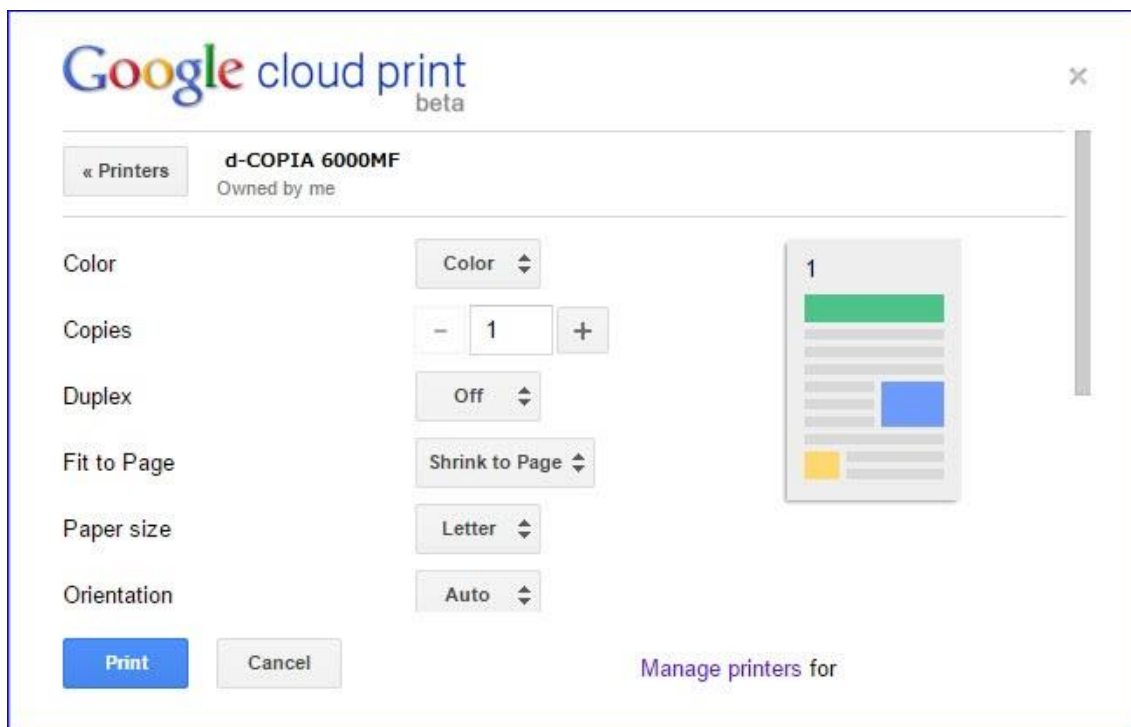 Google cloud print
beta
×
« Printers
d-COPIA 6000MF
Owned by me
Color
Color
1
Copies
- 1 +
Duplex
Off
Fit to Page
Shrink to Page
Paper size
Letter
Orientation
Auto
Print
Cancel
Manage printers for